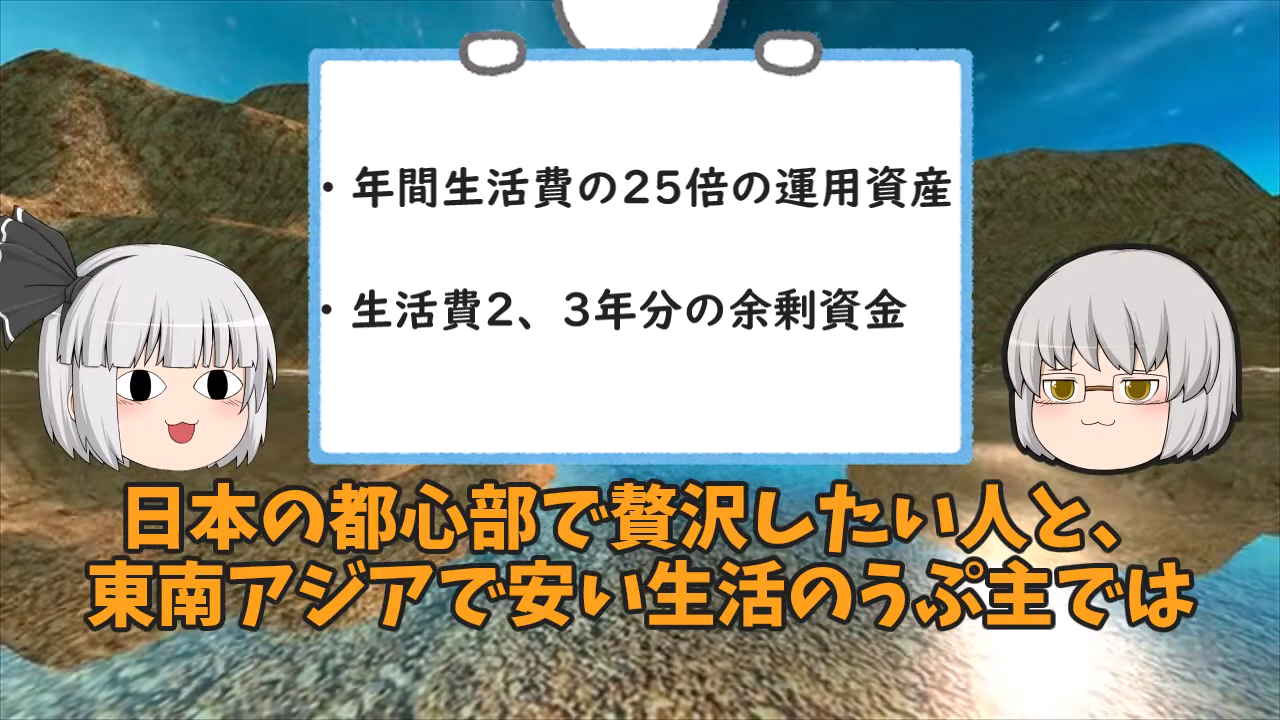 ・年間生活費の25倍の運用資産
・生活費2、3年分の余剰資金
日本の都心部で贅沢したい人と、
東南アジアで安い生活のうぷ主では